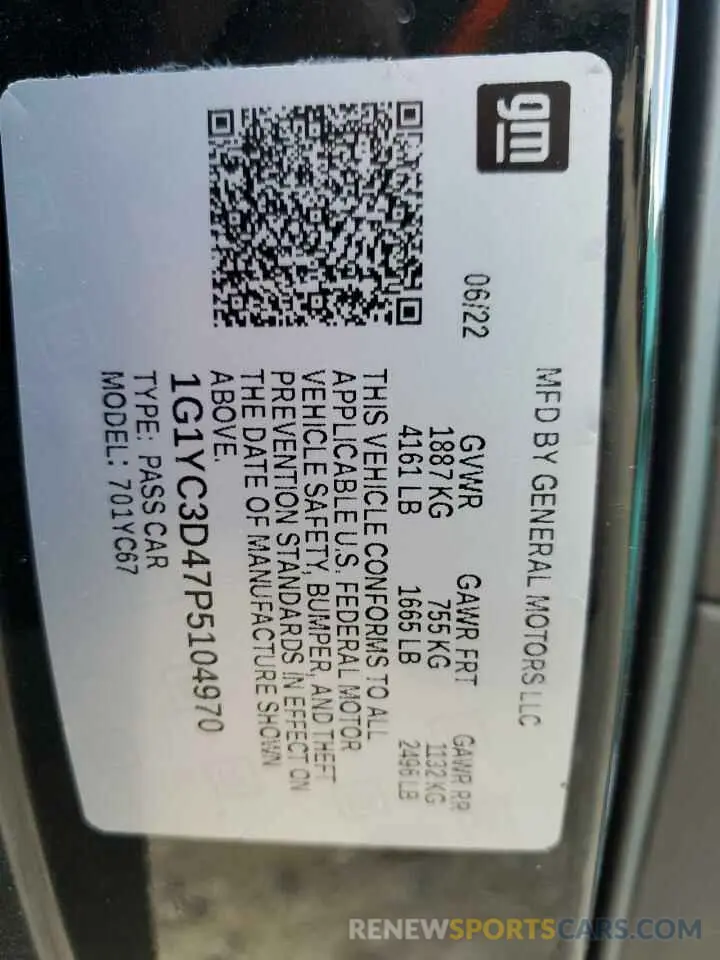 gm
MFD BY GENERAL MOTORS LLC
06/22
GVWR GAWR FRT GAWR RR
1887 KG 755 KG 1132 KG
4161 LB 1665 LB 2496 LB
THIS VEHICLE CONFORMS TO ALL
APPLICABLE U.S. FEDERAL MOTOR
VEHICLE SAFETY, BUMPER, AND THEFT
PREVENTION STANDARDS IN EFFECT ON
THE DATE OF MANUFACTURE SHOWN
ABOVE.
1G1YC3D47P5104970
TYPE: PASS CAR
MODEL: 701YC67
RENEWSPORTSCARS.COM